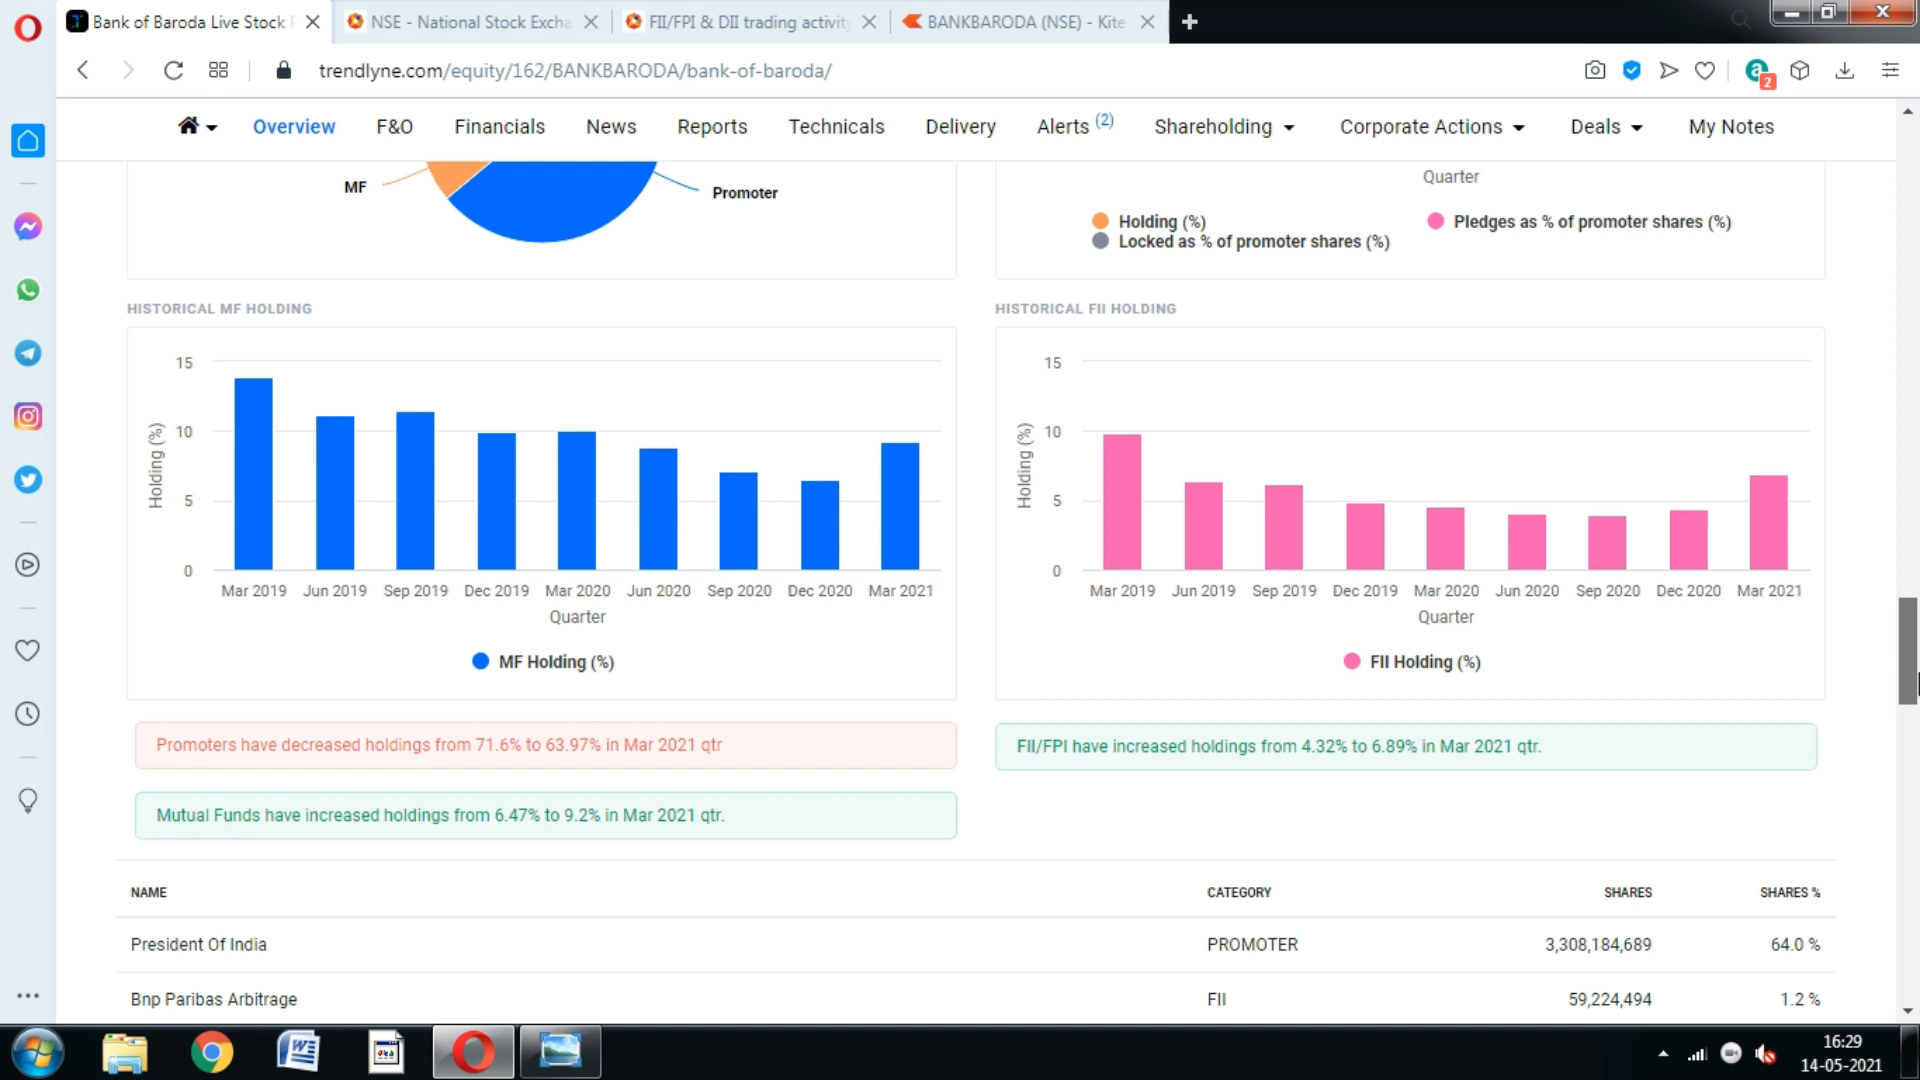 Bank of Baroda Live Stock
NSE - National Stock Excha
FII/FPI & DII trading activity
BANKBARODA (NSE) - Kite
trendlyne.com/equity/162/BANKBARODA/bank-of-baroda/
2
Overview
F&O
Financials
News
Reports
Technicals
Delivery
Alerts (2)
Shareholding
Corporate Actions
Deals
My Notes
MF
Promoter
Quarter
Holding (%)
Pledges as % of promoter shares (%)
Locked as % of promoter shares (%)
HISTORICAL MF HOLDING
15
10
5
0
Holding (%)
Mar 2019 Jun 2019 Sep 2019 Dec 2019 Mar 2020 Jun 2020 Sep 2020 Dec 2020 Mar 2021
Quarter
MF Holding (%)
HISTORICAL FII HOLDING
15
10
5
0
Holding (%)
Mar 2019 Jun 2019 Sep 2019 Dec 2019 Mar 2020 Jun 2020 Sep 2020 Dec 2020 Mar 2021
Quarter
FII Holding (%)
Promoters have decreased holdings from 71.6% to 63.97% in Mar 2021 qtr
FII/FPI have increased holdings from 4.32% to 6.89% in Mar 2021 qtr.
Mutual Funds have increased holdings from 6.47% to 9.2% in Mar 2021 qtr.
NAME CATEGORY SHARES SHARES %
President Of India PROMOTER 3,308,184,689 64.0 %
Bnp Paribas Arbitrage FII 59,224,494 1.2 %
16:29
14-05-2021